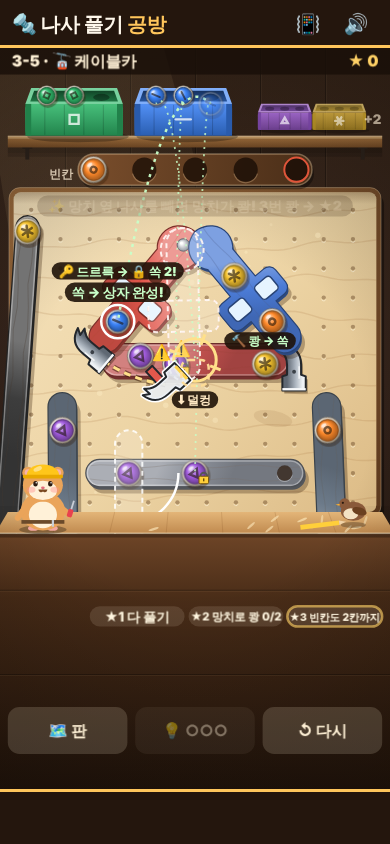 나사 풀기 공방
3-5 · 케이블카
★ 0
+2
빈칸
🔑 드르륵 → 🔒 쏙 2!
쏙 → 상자 완성!
🔨 쾅 → 쏙
⬇덜컹
★1 다 풀기
★2 망치로 쾅 0/2
★3 빈칸도 2칸까지
판
다시